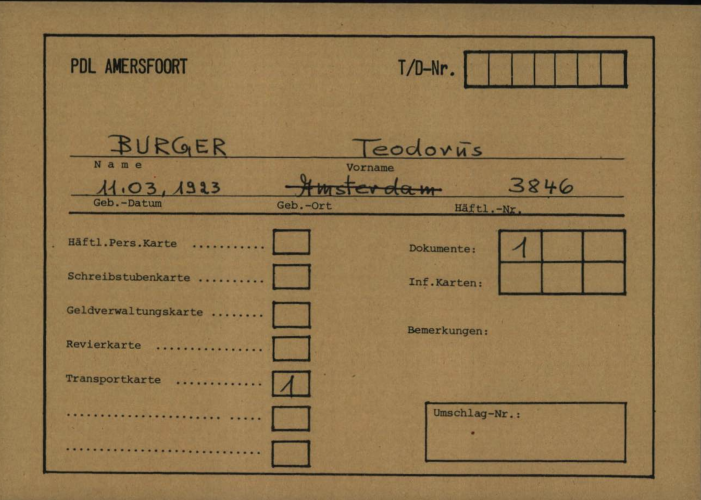 PDL AMERSFOORT T/D-Nr.
BURGER Teodorūs
Name Vorname
11.03.1923 Amsterdam 3846
Geb.-Datum Geb.-Ort Häftl.-Nr.
Häftl.Pers.Karte ........... Dokumente: 1
Schreibstubenkarte .......... Inf.Karten:
Geldverwaltungskarte ........
Revierkarte ................ Bemerkungen:
Transportkarte ............. 1
....................... ..... Umschlag-Nr.:
.............................